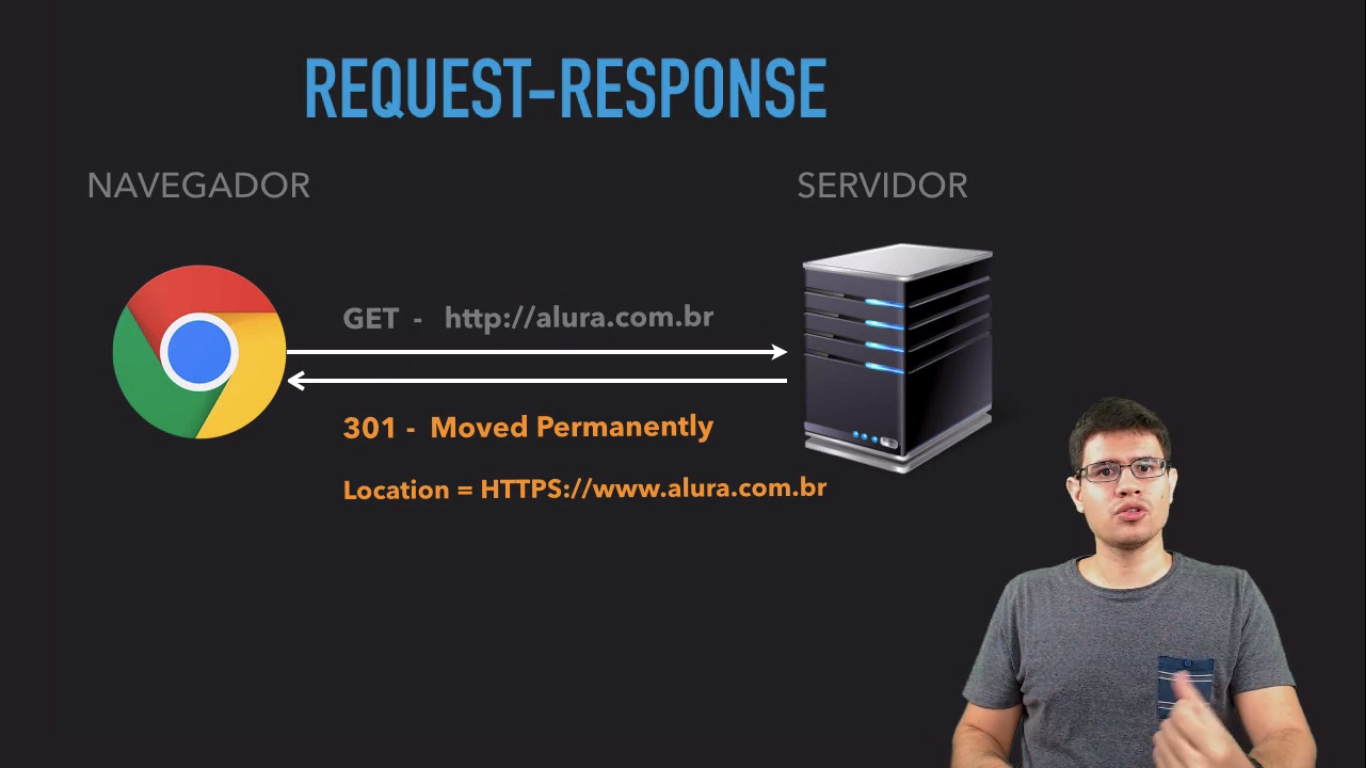 REQUEST-RESPONSE
NAVEGADOR
SERVIDOR
GET - http://alura.com.br
301 - Moved Permanently
Location = HTTPS://www.alura.com.br